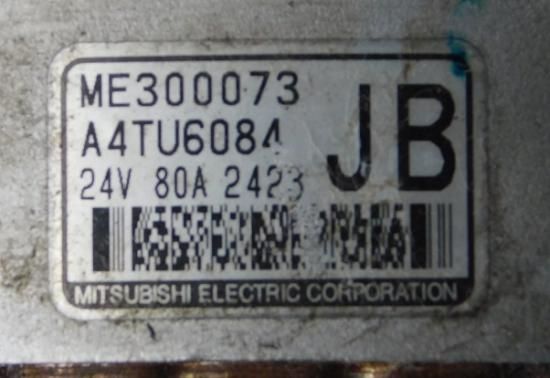 ME300073
A4TU6084
JB
24V 80A 2423
MITSUBISHI ELECTRIC CORPORATION